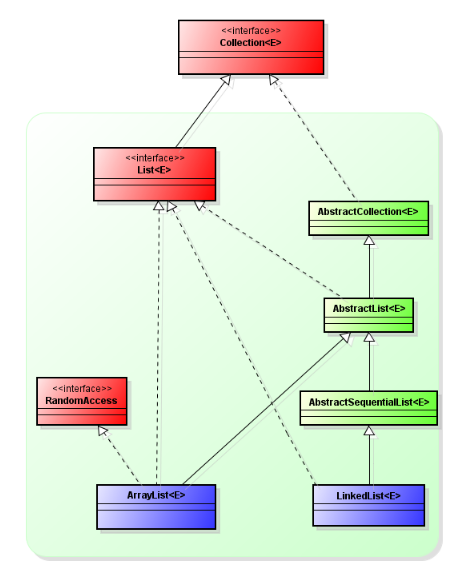 <<interface>>
Collection<E>
<<interface>>
List<E>
AbstractCollection<E>
AbstractList<E>
<<interface>>
RandomAccess
AbstractSequentialList<E>
ArrayList<E>
LinkedList<E>